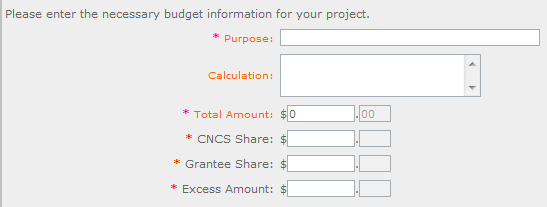 Please enter the necessary budget information for your project.
* Purpose:
Calculation:
* Total Amount: $0.00
* CNCS Share: $ .
* Grantee Share: $ .
* Excess Amount: $ .